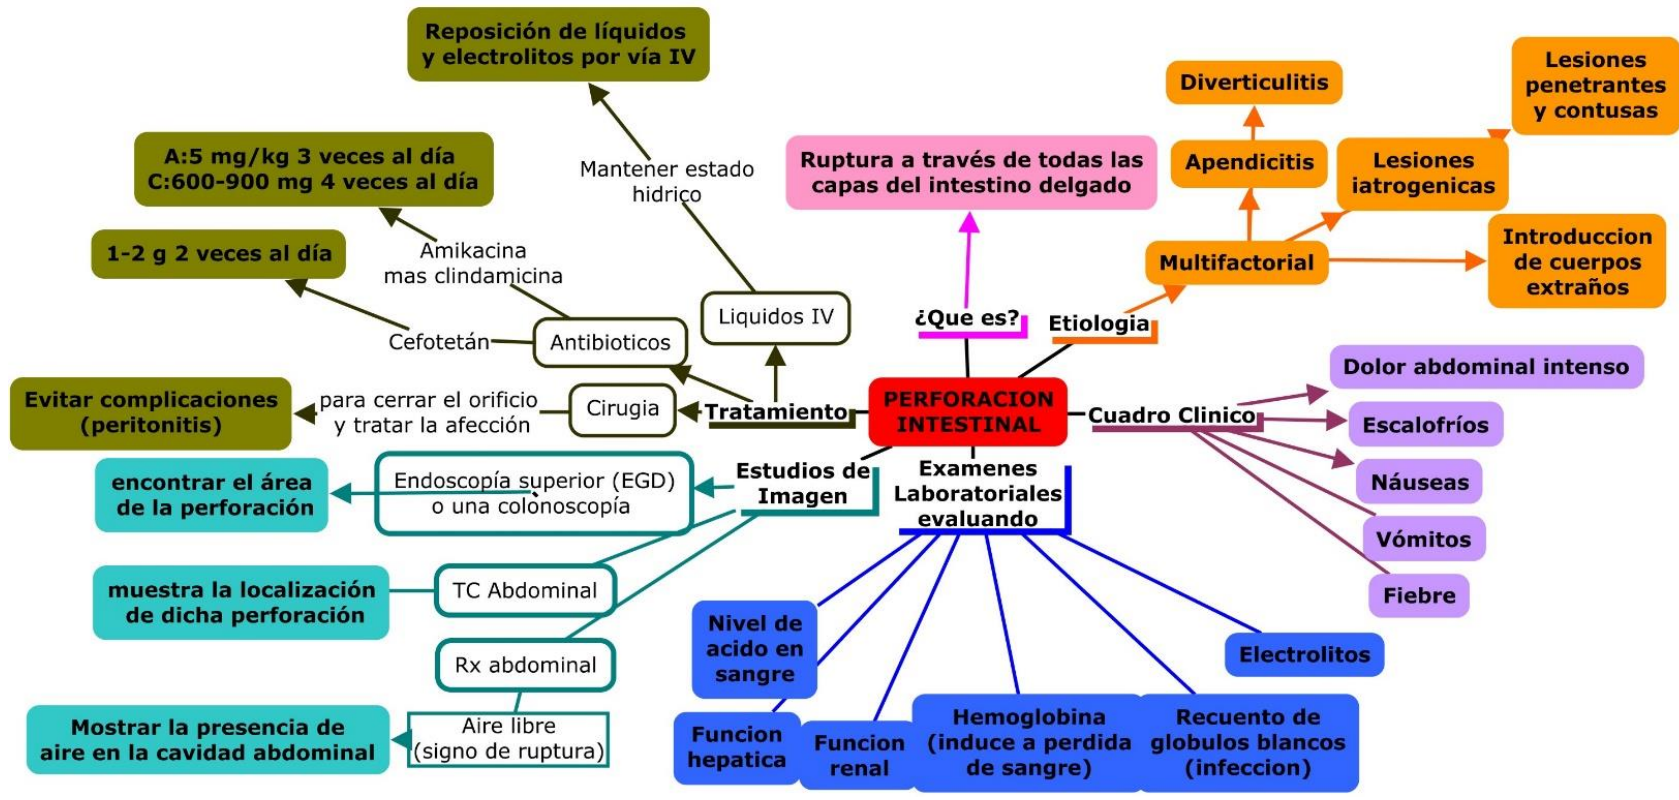 PERFORACION
INTESTINAL
¿Que es?
Ruptura a través de todas las
capas del intestino delgado
Etiologia
Multifactorial
Apendicitis
Diverticulitis
Lesiones
iatrogenicas
Lesiones
penetrantes
y contusas
Introduccion
de cuerpos
extraños
Cuadro Clinico
Dolor abdominal intenso
Escalofríos
Náuseas
Vómitos
Fiebre
Examenes
Laboratoriales
evaluando
Electrolitos
Recuento de
globulos blancos
(infeccion)
Hemoglobina
(induce a perdida
de sangre)
Funcion
renal
Funcion
hepatica
Nivel de
acido en
sangre
Estudios de
Imagen
Endoscopía superior (EGD)
o una colonoscopía
encontrar el área
de la perforación
TC Abdominal
muestra la localización
de dicha perforación
Rx abdominal
Aire libre
(signo de ruptura)
Mostrar la presencia de
aire en la cavidad abdominal
Tratamiento
Cirugia
para cerrar el orificio
y tratar la afección
Evitar complicaciones
(peritonitis)
Antibioticos
Cefotetán
1-2 g 2 veces al día
Amikacina
mas clindamicina
A:5 mg/kg 3 veces al día
C:600-900 mg 4 veces al día
Liquidos IV
Mantener estado
hidrico
Reposición de líquidos
y electrolitos por vía IV